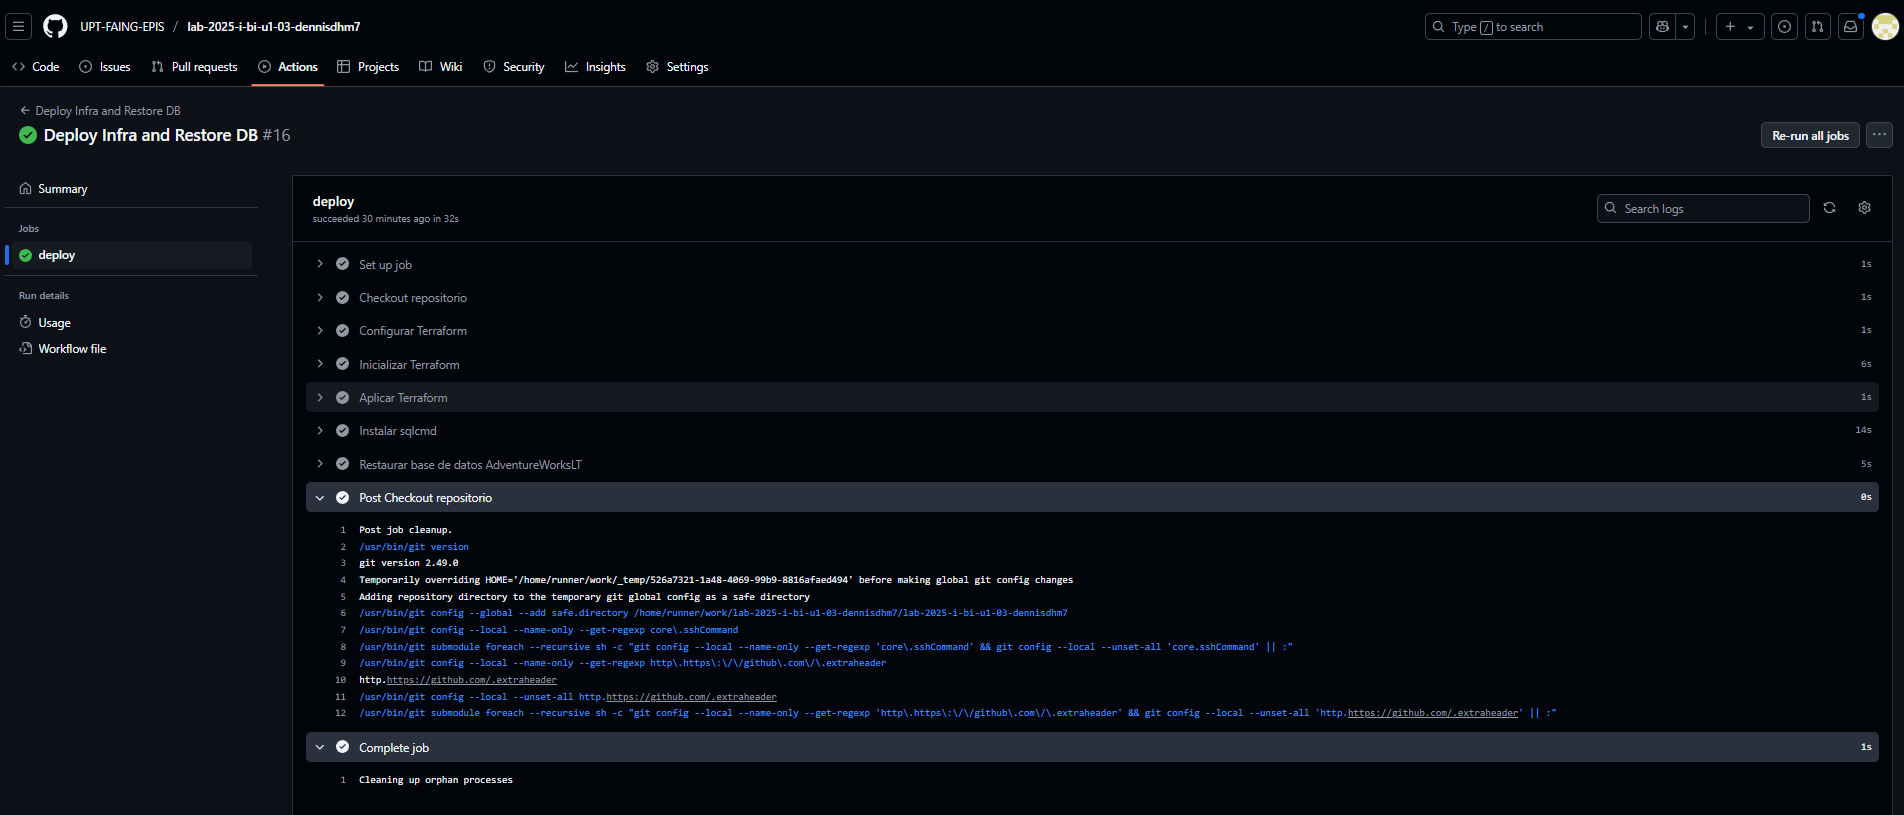 UPT-FAING-EPIS / lab-2025-i-bi-u1-03-dennisdhm7
Type / to search
Code
Issues
Pull requests
Actions
Projects
Wiki
Security
Insights
Settings
Deploy Infra and Restore DB
Deploy Infra and Restore DB #16
Re-run all jobs
Summary
Jobs
deploy
Run details
Usage
Workflow file
deploy
succeeded 30 minutes ago in 32s
Search logs
Set up job 1s
Checkout repositorio 1s
Configurar Terraform 1s
Inicializar Terraform 6s
Aplicar Terraform 1s
Instalar sqlcmd 14s
Restaurar base de datos AdventureWorksLT 5s
Post Checkout repositorio 0s
1 Post job cleanup.
2 /usr/bin/git version
3 git version 2.49.0
4 Temporarily overriding HOME='/home/runner/work/_temp/526a7321-1a48-4069-99b9-8816afaed494' before making global git config changes
5 Adding repository directory to the temporary git global config as a safe directory
6 /usr/bin/git config --global --add safe.directory /home/runner/work/lab-2025-i-bi-u1-03-dennisdhm7/lab-2025-i-bi-u1-03-dennisdhm7
7 /usr/bin/git config --local --name-only --get-regexp core\.sshCommand
8 /usr/bin/git submodule foreach --recursive sh -c "git config --local --name-only --get-regexp 'core\.sshCommand' && git config --local --unset-all 'core.sshCommand' || :"
9 /usr/bin/git config --local --name-only --get-regexp http\.https\:\/\/github\.com\/\.extraheader
10 http.https://github.com/.extraheader
11 /usr/bin/git config --local --unset-all http.https://github.com/.extraheader
12 /usr/bin/git submodule foreach --recursive sh -c "git config --local --name-only --get-regexp 'http\.https\:\/\/github\.com\/\.extraheader' && git config --local --unset-all 'http.https://github.com/.extraheader' || :"
Complete job 1s
1 Cleaning up orphan processes